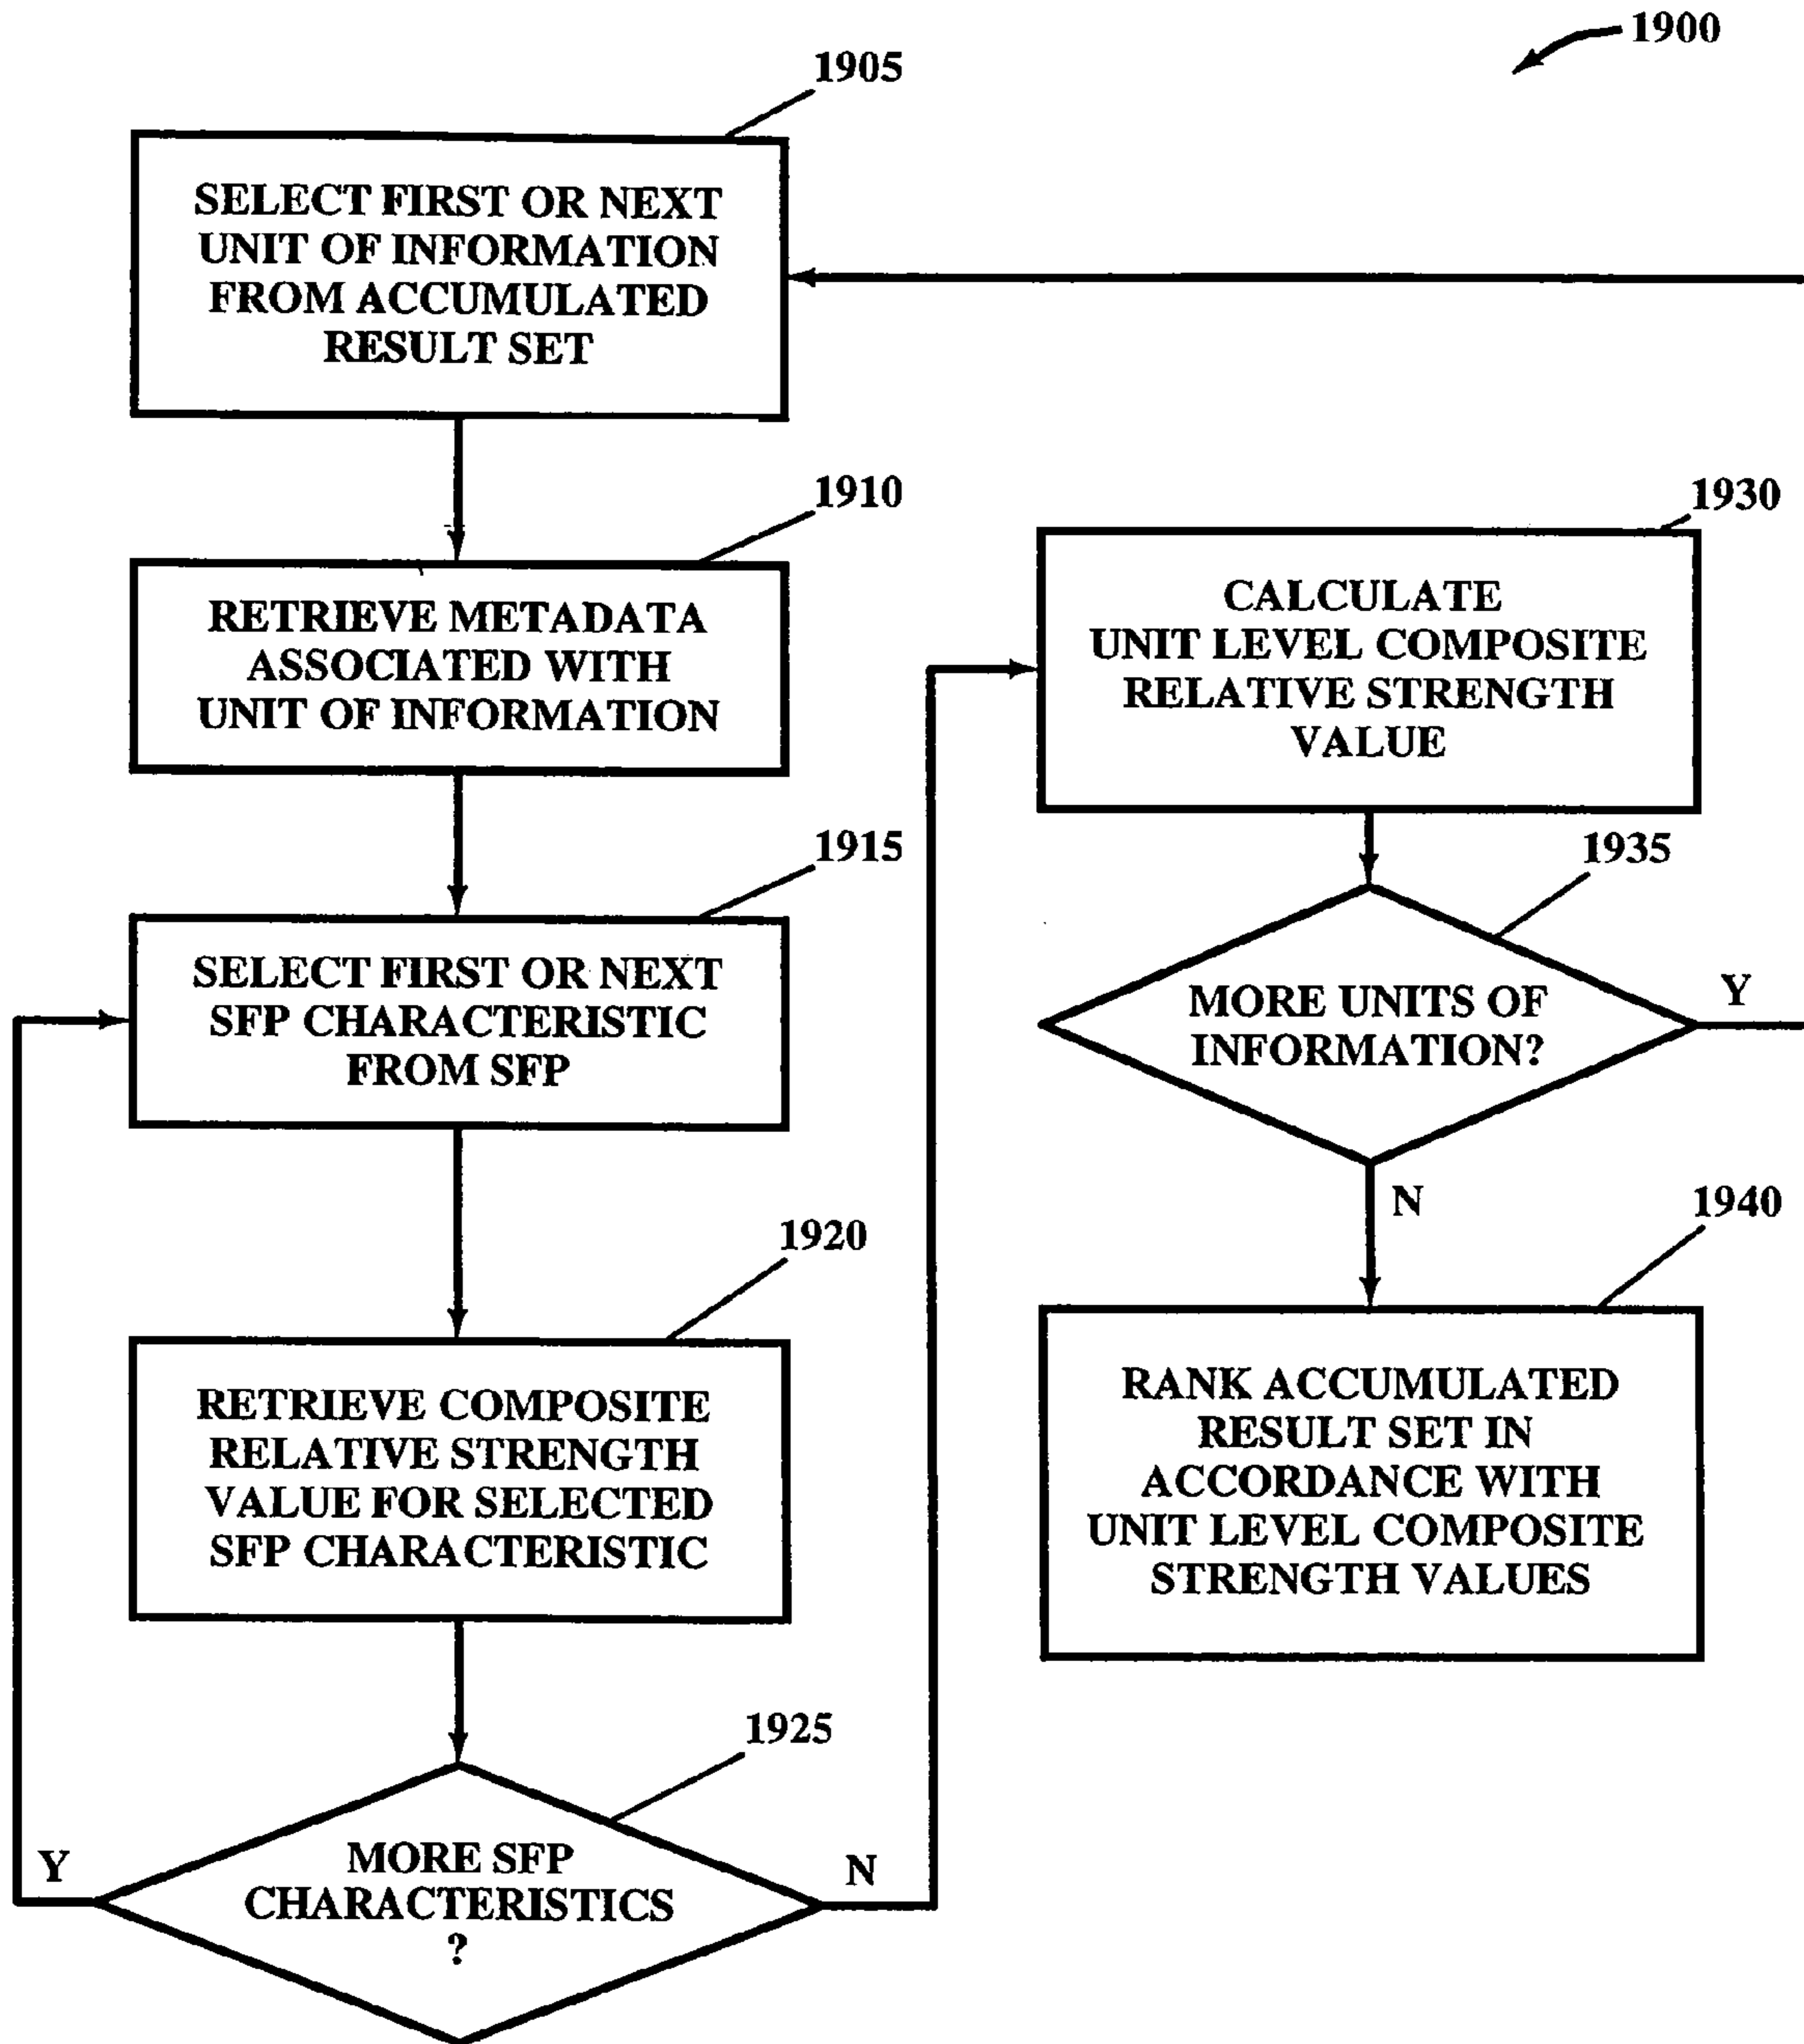 1900
1905
SELECT FIRST OR NEXT
UNIT OF INFORMATION
FROM ACCUMULATED
RESULT SET
1910
RETRIEVE METADATA
ASSOCIATED WITH
UNIT OF INFORMATION
1915
SELECT FIRST OR NEXT
SFP CHARACTERISTIC
FROM SFP
1920
RETRIEVE COMPOSITE
RELATIVE STRENGTH
VALUE FOR SELECTED
SFP CHARACTERISTIC
1925
MORE SFP
CHARACTERISTICS
?
Y
N
1930
CALCULATE
UNIT LEVEL COMPOSITE
RELATIVE STRENGTH
VALUE
1935
MORE UNITS OF
INFORMATION?
Y
N
1940
RANK ACCUMULATED
RESULT SET IN
ACCORDANCE WITH
UNIT LEVEL COMPOSITE
STRENGTH VALUES